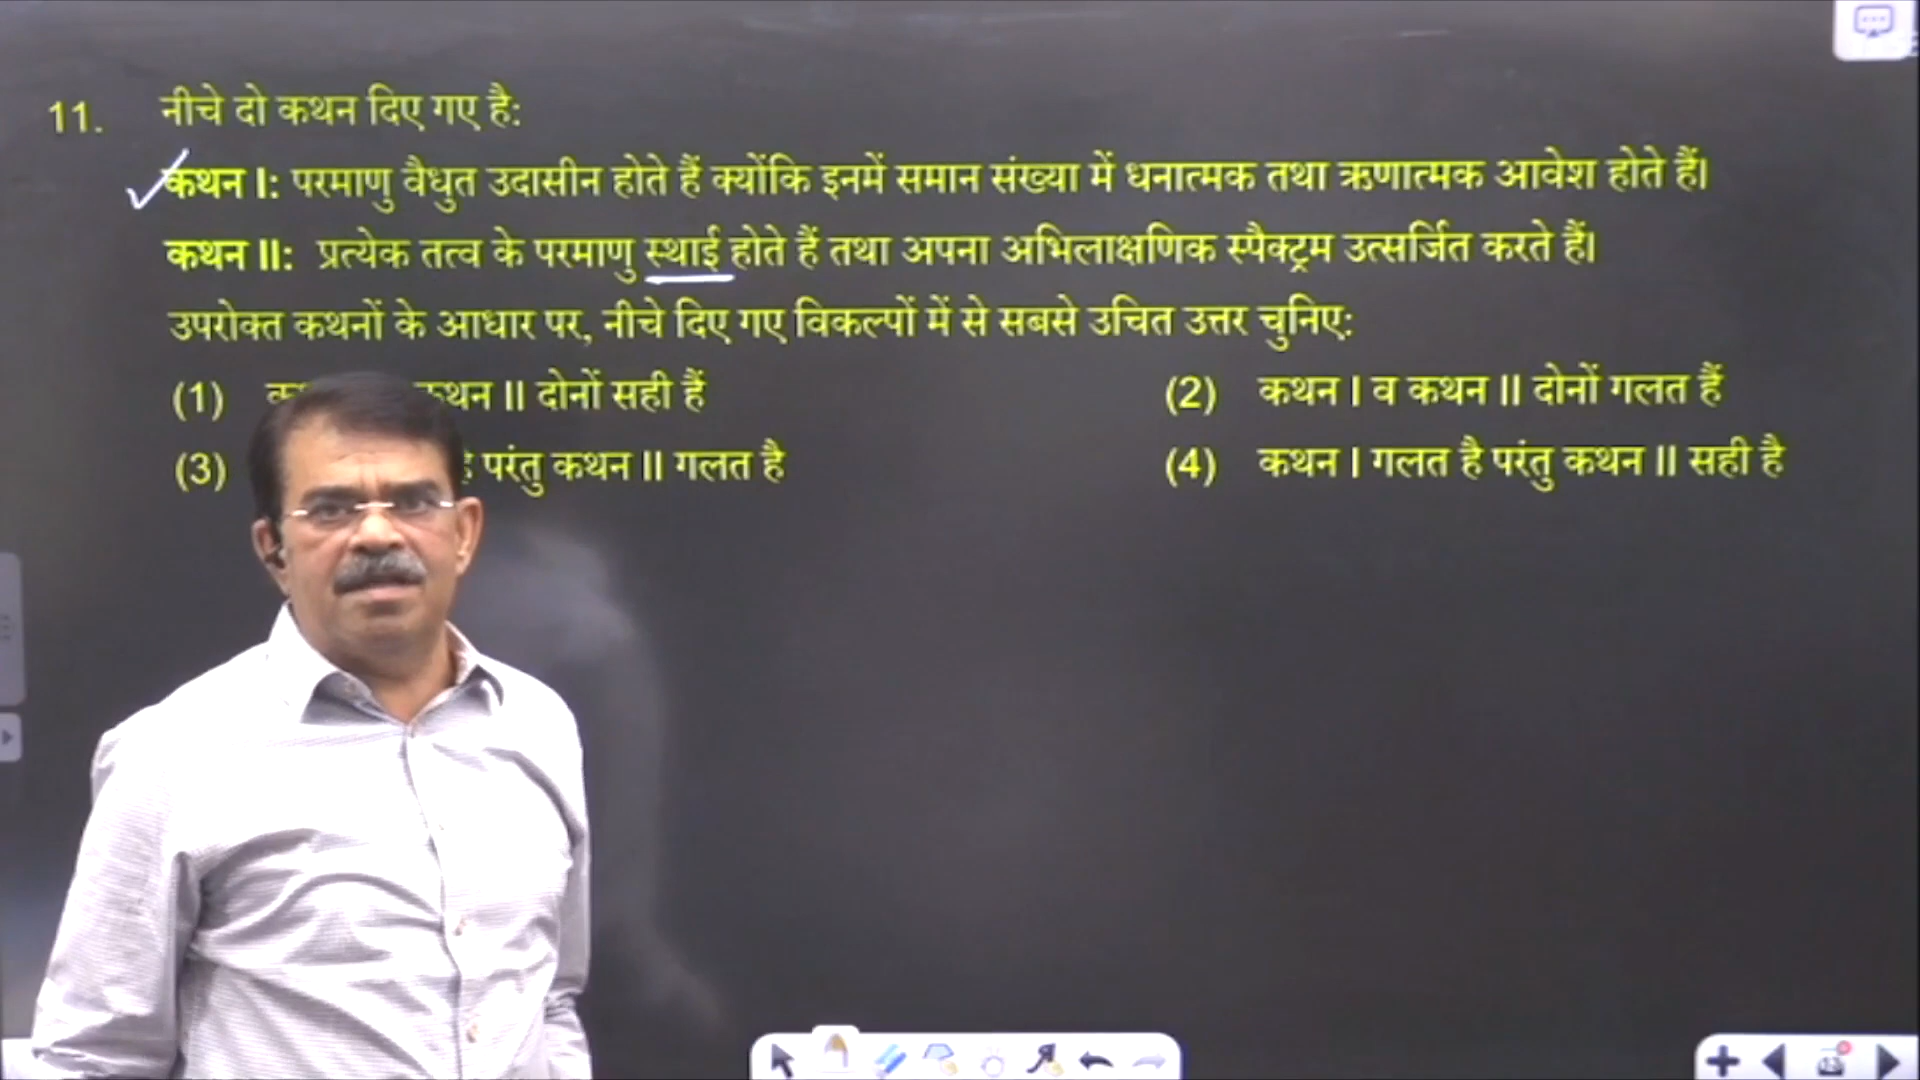 11. नीचे दो कथन दिए गए है:
कथन I: परमाणु वैधुत उदासीन होते हैं क्योंकि इनमें समान संख्या में धनात्मक तथा ऋणात्मक आवेश होते हैं।
कथन II: प्रत्येक तत्व के परमाणु स्थाई होते हैं तथा अपना अभिलाक्षणिक स्पैक्ट्रम उत्सर्जित करते हैं।
उपरोक्त कथनों के आधार पर, नीचे दिए गए विकल्पों में से सबसे उचित उत्तर चुनिए:
(1) II दोनों सही हैं (2) कथन I व कथन II दोनों गलत हैं
(3) परंतु कथन II गलत है (4) कथन I गलत है परंतु कथन II सही है